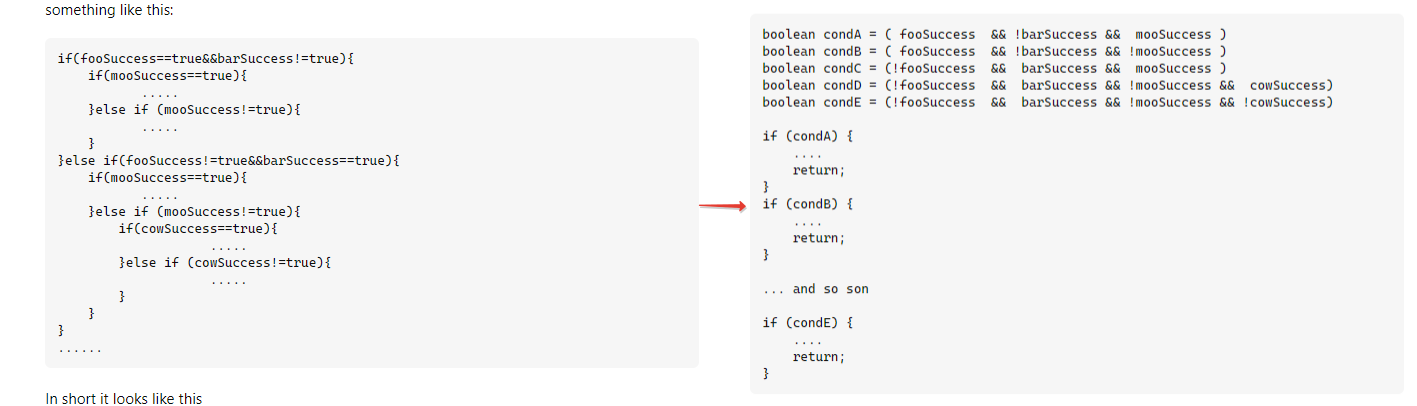 something like this:
if(fooSuccess==true&&barSuccess!=true){
    if(mooSuccess==true){
           .....
    }else if (mooSuccess!=true){
           .....
    }
}else if(fooSuccess!=true&&barSuccess==true){
    if(mooSuccess==true){
           .....
    }else if (mooSuccess!=true){
        if(cowSuccess==true){
                    .....
        }else if (cowSuccess!=true){
                    .....
        }
    }
}
......
In short it looks like this
boolean condA = ( fooSuccess  && !barSuccess &&  mooSuccess )
boolean condB = ( fooSuccess  && !barSuccess && !mooSuccess )
boolean condC = (!fooSuccess  &&  barSuccess &&  mooSuccess )
boolean condD = (!fooSuccess  &&  barSuccess && !mooSuccess &&  cowSuccess)
boolean condE = (!fooSuccess  &&  barSuccess && !mooSuccess && !cowSuccess)
if (condA) {
    ....
    return;
}
if (condB) {
    ....
    return;
}
... and so son
if (condE) {
    ....
    return;
}